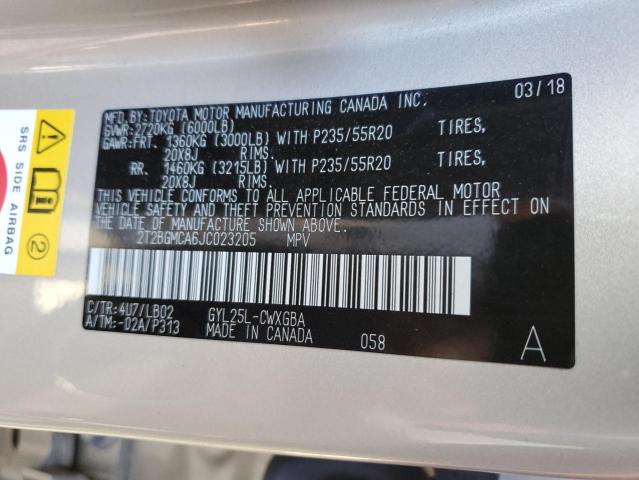 SRS SIDE AIRBAG
2
MFD.BY:TOYOTA MOTOR MANUFACTURING CANADA INC. 03/18
GVWR:2720KG (6000LB)
GAWR:FRT. 1360KG (3000LB) WITH P235/55R20 TIRES,
20X8J RIMS.
RR. 1460KG (3215LB) WITH P235/55R20 TIRES,
20X8J RIMS.
THIS VEHICLE CONFORMS TO ALL APPLICABLE FEDERAL MOTOR
VEHICLE SAFETY AND THEFT PREVENTION STANDARDS IN EFFECT ON
THE DATE OF MANUFACTURE SHOWN ABOVE.
2T2BGMCA6JC023205 MPV
C/TR:4U7/LB02 GYL25L-CWXGBA
A/TM:-02A/P313 MADE IN CANADA 058 A